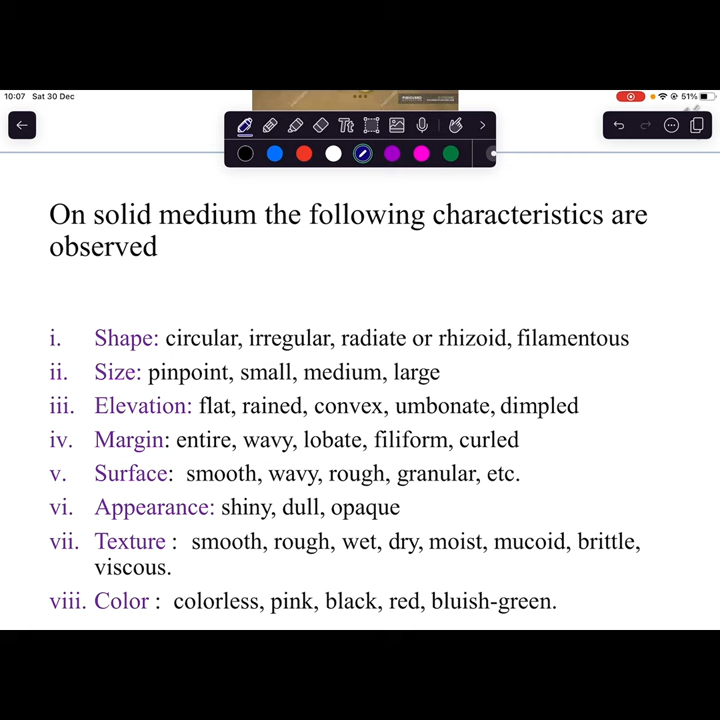 10:07 Sat 30 Dec
51%
Tt
On solid medium the following characteristics are
observed
i. Shape: circular, irregular, radiate or rhizoid, filamentous
ii. Size: pinpoint, small, medium, large
iii. Elevation: flat, rained, convex, umbonate, dimpled
iv. Margin: entire, wavy, lobate, filiform, curled
v. Surface: smooth, wavy, rough, granular, etc.
vi. Appearance: shiny, dull, opaque
vii. Texture : smooth, rough, wet, dry, moist, mucoid, brittle,
viscous.
viii. Color : colorless, pink, black, red, bluish-green.